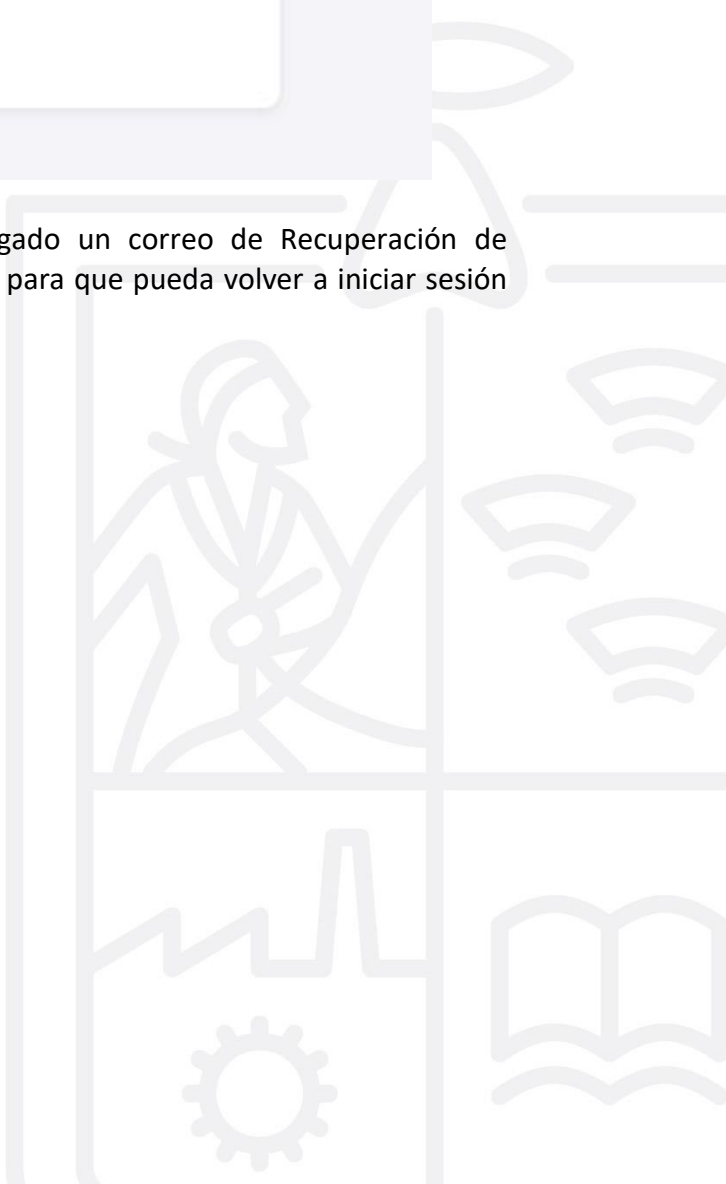 gado un correo de Recuperación de
para que pueda volver a iniciar sesión